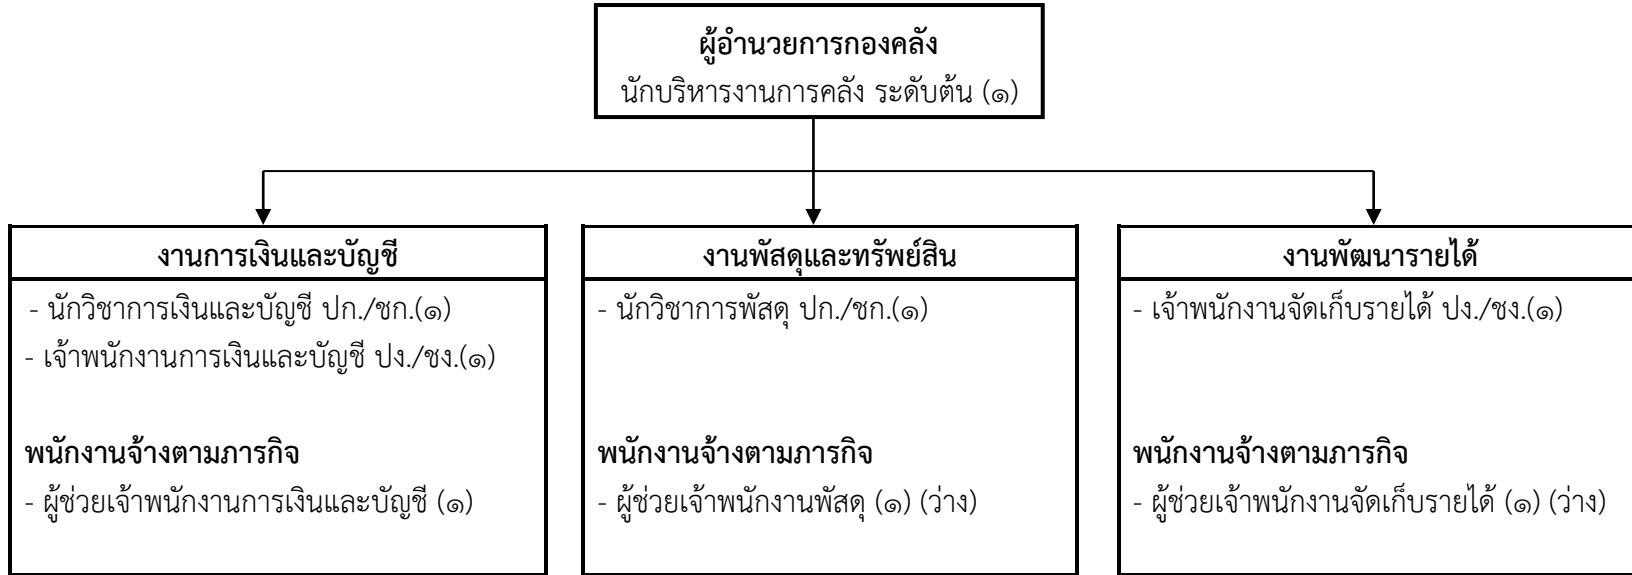 ผู้อำนวยการกองคลัง
นักบริหารงานการคลัง ระดับต้น (๑)
งานการเงินและบัญชี
- นักวิชาการเงินและบัญชี ปก./ชก.(๑)
- เจ้าพนักงานการเงินและบัญชี ปง./ชง.(๑)
พนักงานจ้างตามภารกิจ
- ผู้ช่วยเจ้าพนักงานการเงินและบัญชี (๑)
งานพัสดุและทรัพย์สิน
- นักวิชาการพัสดุ ปก./ชก.(๑)
พนักงานจ้างตามภารกิจ
- ผู้ช่วยเจ้าพนักงานพัสดุ (๑) (ว่าง)
งานพัฒนารายได้
- เจ้าพนักงานจัดเก็บรายได้ ปง./ชง.(๑)
พนักงานจ้างตามภารกิจ
- ผู้ช่วยเจ้าพนักงานจัดเก็บรายได้ (๑) (ว่าง)